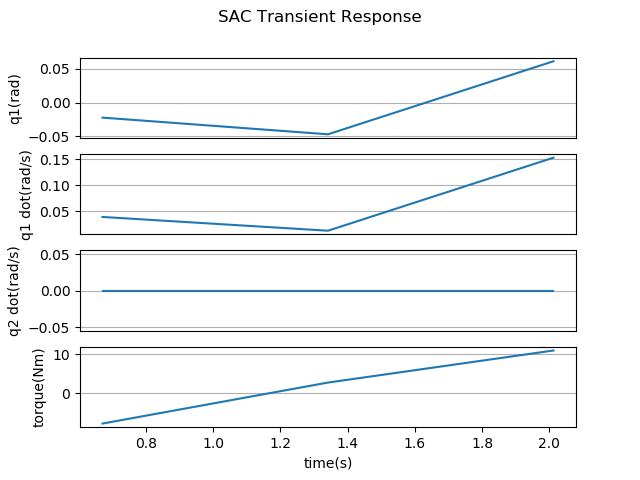 SAC Transient Response
q1(rad)
0.05
0.00
−0.05
q1 dot(rad/s)
0.15
0.10
0.05
q2 dot(rad/s)
0.05
0.00
−0.05
torque(Nm)
10
0
0.8 1.0 1.2 1.4 1.6 1.8 2.0
time(s)